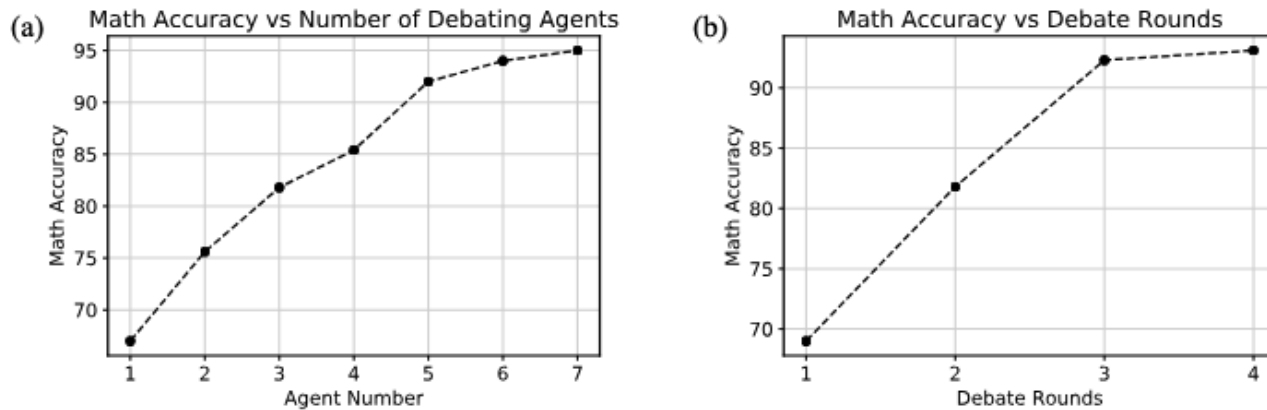 (a)
Math Accuracy vs Number of Debating Agents
95
90
85
80
75
70
Math Accuracy
1 2 3 4 5 6 7
Agent Number
(b)
Math Accuracy vs Debate Rounds
90
85
80
75
70
Math Accuracy
1 2 3 4
Debate Rounds